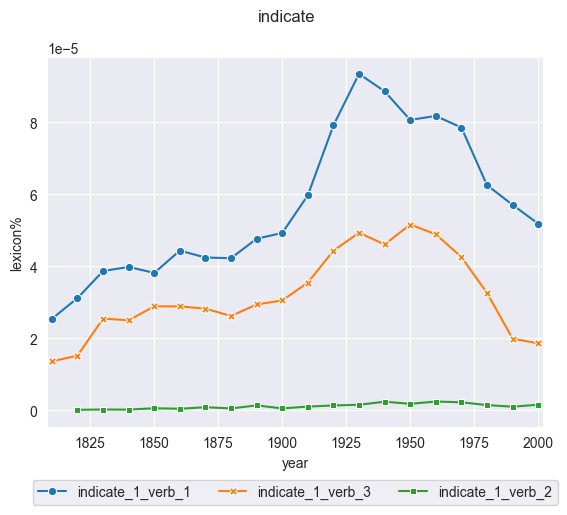 indicate
1e−5
8
6
4
2
0
lexicon%
1825 1850 1875 1900 1925 1950 1975 2000
year
indicate_1_verb_1 indicate_1_verb_3 indicate_1_verb_2